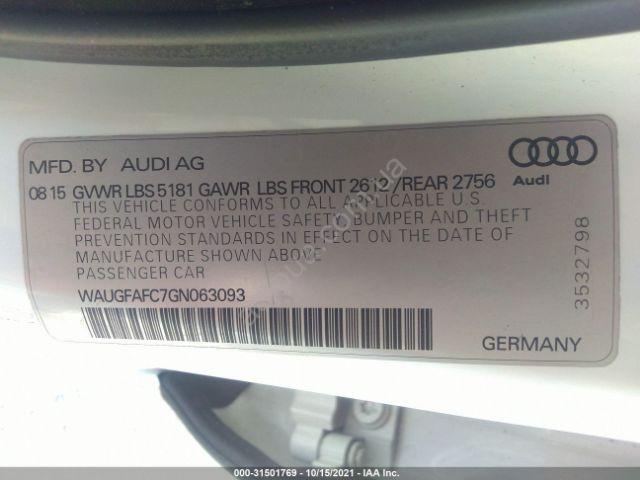 MFD. BY AUDI AG
08 15 GVWR LBS 5181 GAWR LBS FRONT 2612 /REAR 2756
Audi
THIS VEHICLE CONFORMS TO ALL APPLICABLE U.S.
FEDERAL MOTOR VEHICLE SAFETY, BUMPER AND THEFT
PREVENTION STANDARDS IN EFFECT ON THE DATE OF
MANUFACTURE SHOWN ABOVE
PASSENGER CAR
WAUGFAFC7GN063093
3532798
GERMANY
000-31501769 - 10/15/2021 - IAA Inc.